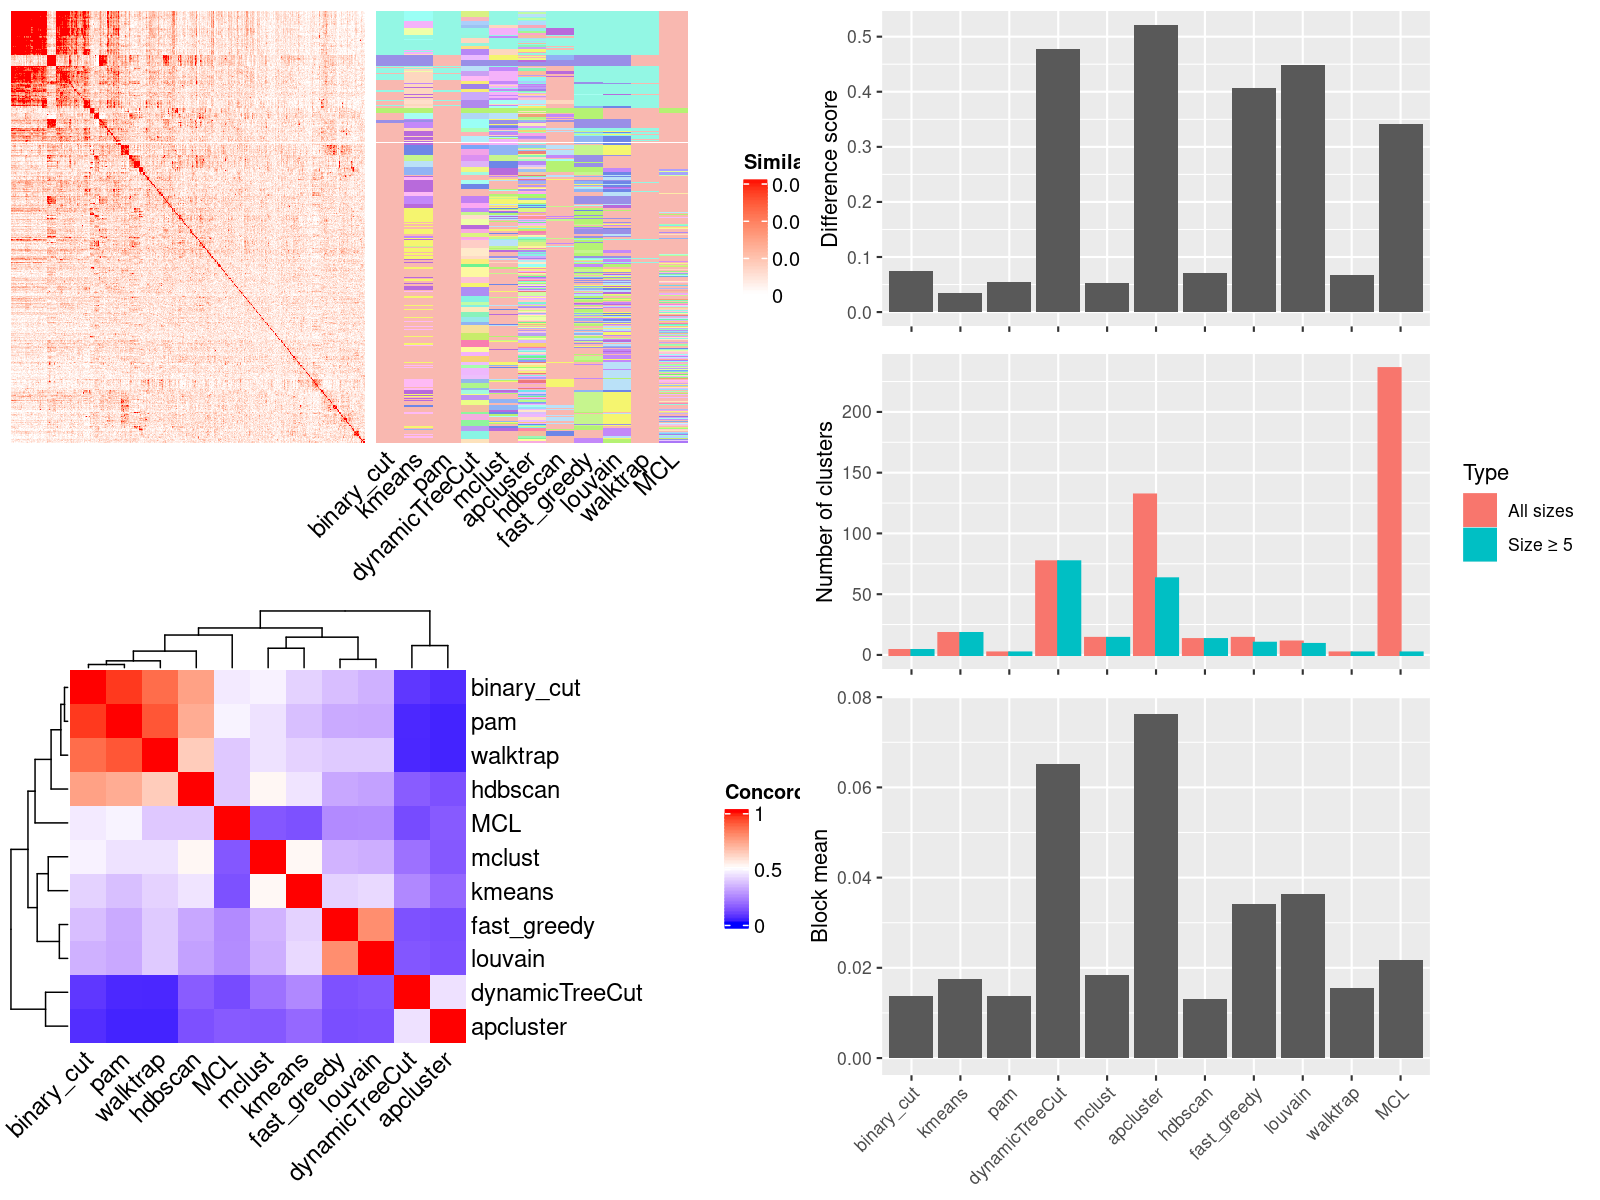 Simila
0.0
0.0
0.0
0
binary_cut
kmeans
pam
dynamicTreeCut
mclust
apcluster
hdbscan
fast_greedy
louvain
walktrap
MCL
binary_cut
pam
walktrap
hdbscan
MCL
mclust
kmeans
fast_greedy
louvain
dynamicTreeCut
apcluster
binary_cut
pam
walktrap
hdbscan
MCL
mclust
kmeans
fast_greedy
louvain
dynamicTreeCut
apcluster
Concord
1
0.5
0
Difference score
0.5
0.4
0.3
0.2
0.1
0.0
Number of clusters
200
150
100
50
0
Type
All sizes
Size ≥ 5
Block mean
0.08
0.06
0.04
0.02
0.00
binary_cut
kmeans
pam
dynamicTreeCut
mclust
apcluster
hdbscan
fast_greedy
louvain
walktrap
MCL